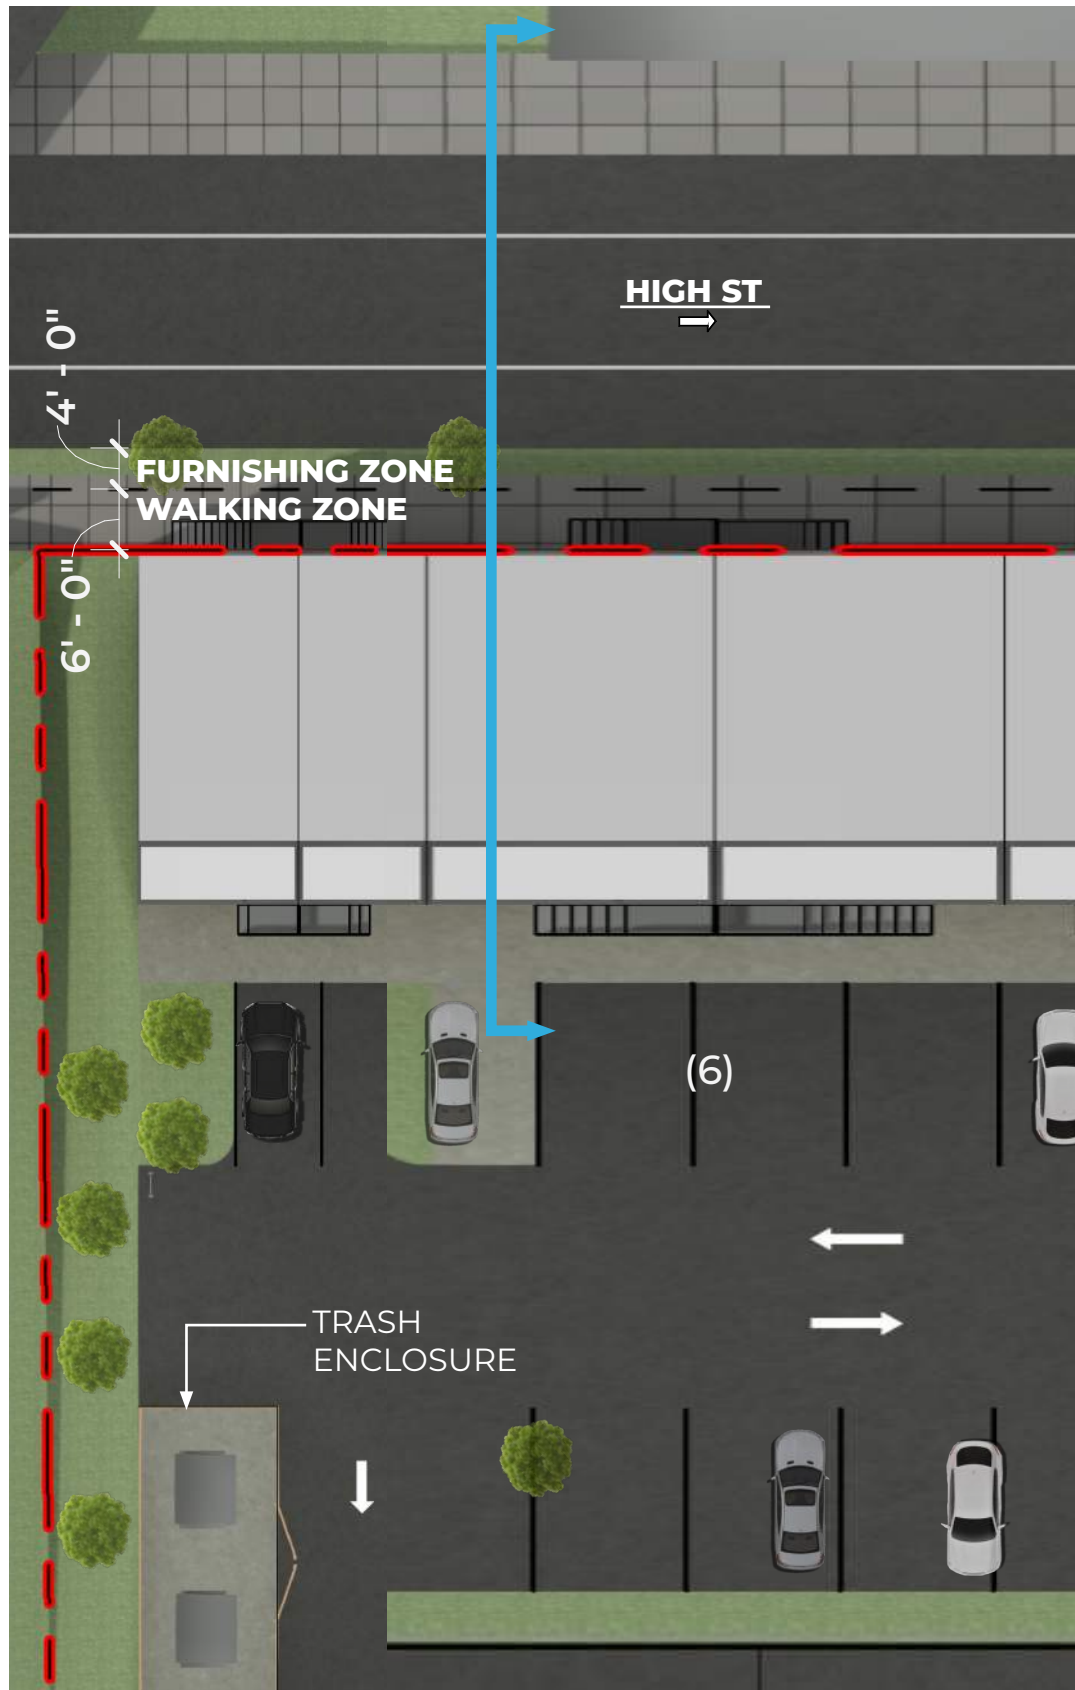 HIGH ST
4' - 0"
FURNISHING ZONE
WALKING ZONE
6' - 0"
(6)
TRASH
ENCLOSURE